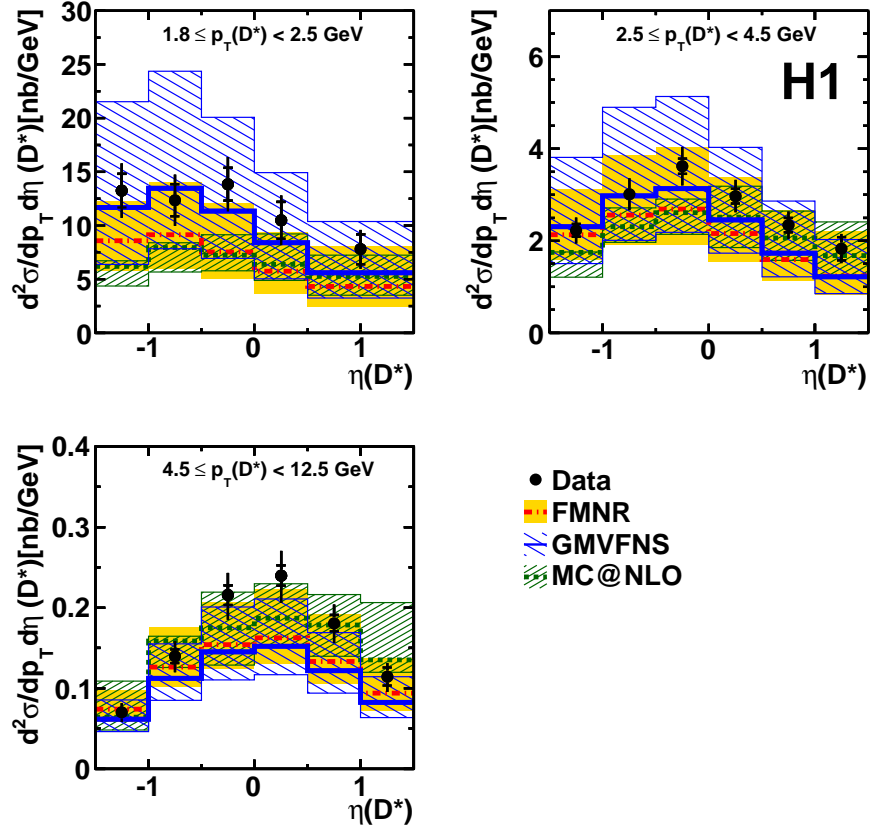 1.8 ≤ p_T(D*) < 2.5 GeV
d²σ/dp_T dη (D*)[nb/GeV]
30
25
20
15
10
5
0
-1 0 1
η(D*)
2.5 ≤ p_T(D*) < 4.5 GeV
H1
d²σ/dp_T dη (D*)[nb/GeV]
6
4
2
0
-1 0 1
η(D*)
4.5 ≤ p_T(D*) < 12.5 GeV
d²σ/dp_T dη (D*)[nb/GeV]
0.4
0.3
0.2
0.1
0
-1 0 1
η(D*)
Data
FMNR
GMVFNS
MC@NLO